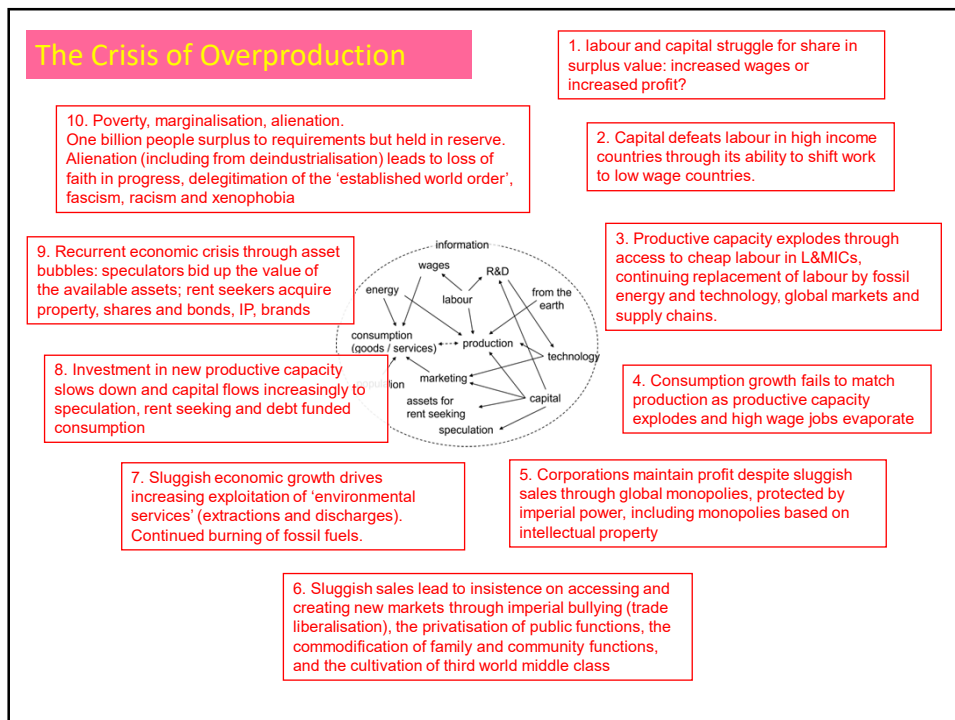 The Crisis of Overproduction
1. labour and capital struggle for share in
surplus value: increased wages or
increased profit?
2. Capital defeats labour in high income
countries through its ability to shift work
to low wage countries.
3. Productive capacity explodes through
access to cheap labour in L&MICs,
continuing replacement of labour by fossil
energy and technology, global markets and
supply chains.
4. Consumption growth fails to match
production as productive capacity
explodes and high wage jobs evaporate
5. Corporations maintain profit despite sluggish
sales through global monopolies, protected by
imperial power, including monopolies based on
intellectual property
6. Sluggish sales lead to insistence on accessing and
creating new markets through imperial bullying (trade
liberalisation), the privatisation of public functions, the
commodification of family and community functions,
and the cultivation of third world middle class
7. Sluggish economic growth drives
increasing exploitation of ‘environmental
services’ (extractions and discharges).
Continued burning of fossil fuels.
8. Investment in new productive capacity
slows down and capital flows increasingly to
speculation, rent seeking and debt funded
consumption
9. Recurrent economic crisis through asset
bubbles: speculators bid up the value of
the available assets; rent seekers acquire
property, shares and bonds, IP, brands
10. Poverty, marginalisation, alienation.
One billion people surplus to requirements but held in reserve.
Alienation (including from deindustrialisation) leads to loss of
faith in progress, delegitimation of the ‘established world order’,
fascism, racism and xenophobia
information
wages
R&D
energy
labour
from the
earth
consumption
(goods / services)
production
technology
marketing
assets for
rent seeking
capital
speculation